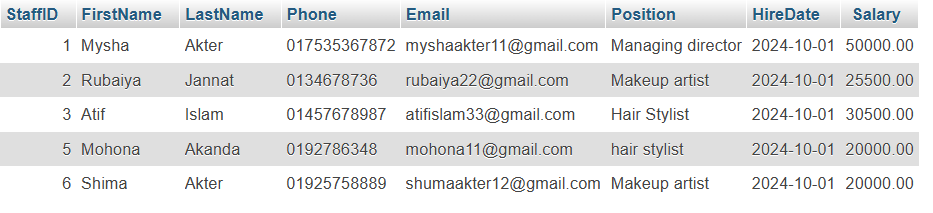 StaffID FirstName LastName Phone Email Position HireDate Salary
1 Mysha Akter 017535367872 myshaakter11@gmail.com Managing director 2024-10-01 50000.00
2 Rubaiya Jannat 0134678736 rubaiya22@gmail.com Makeup artist 2024-10-01 25500.00
3 Atif Islam 01457678987 atifislam33@gmail.com Hair Stylist 2024-10-01 30500.00
5 Mohona Akanda 0192786348 mohona11@gmail.com hair stylist 2024-10-01 20000.00
6 Shima Akter 01925758889 shumaakter12@gmail.com Makeup artist 2024-10-01 20000.00